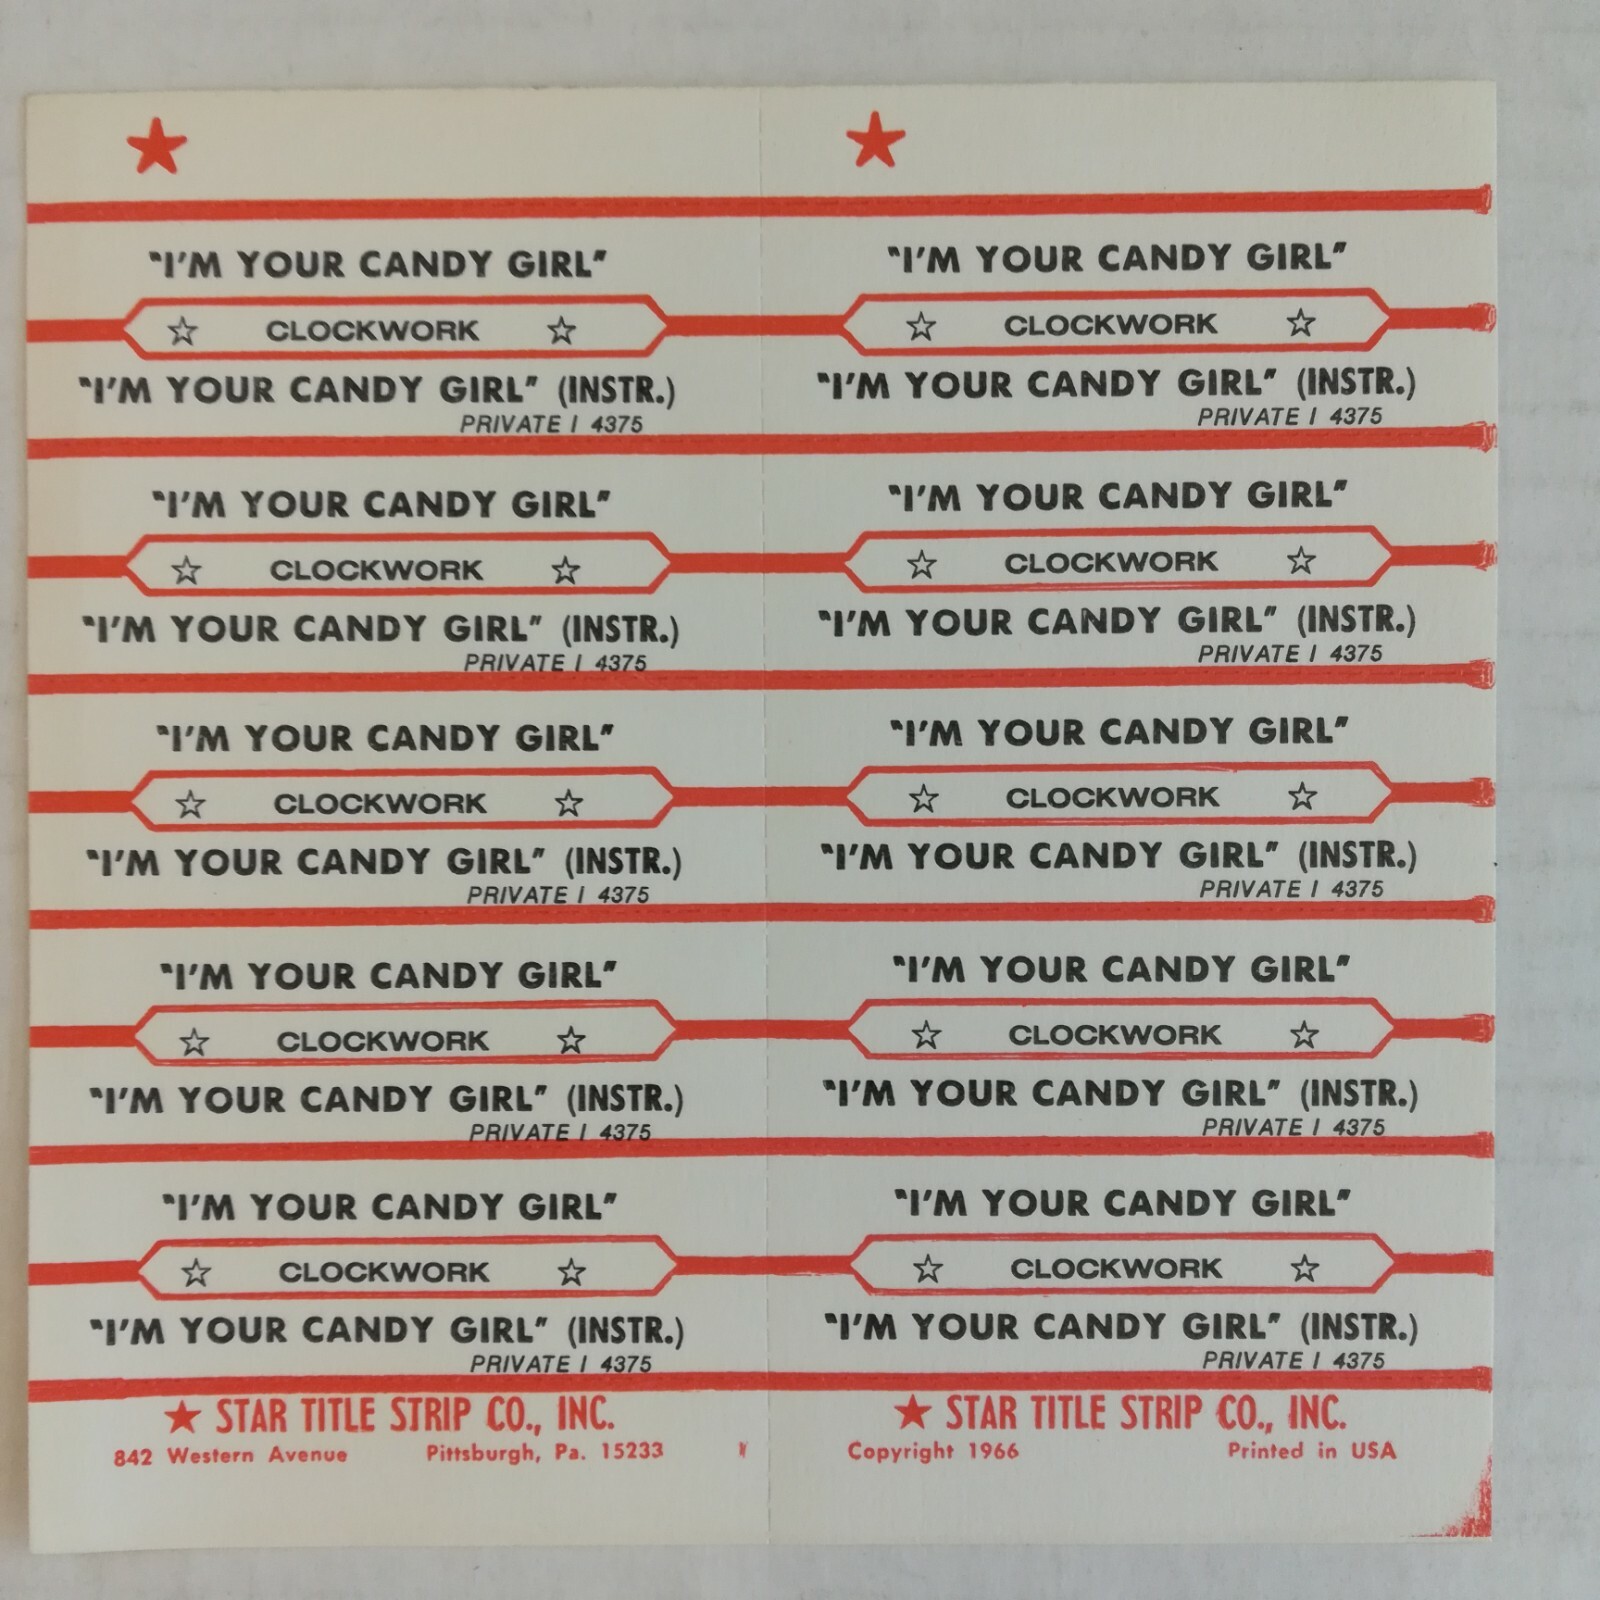 "I'M YOUR CANDY GIRL"
CLOCKWORK
"I'M YOUR CANDY GIRL" (INSTR.)
PRIVATE I 4375
"I'M YOUR CANDY GIRL"
CLOCKWORK
"I'M YOUR CANDY GIRL" (INSTR.)
PRIVATE I 4375
"I'M YOUR CANDY GIRL"
CLOCKWORK
"I'M YOUR CANDY GIRL" (INSTR.)
PRIVATE I 4375
"I'M YOUR CANDY GIRL"
CLOCKWORK
"I'M YOUR CANDY GIRL" (INSTR.)
PRIVATE I 4375
"I'M YOUR CANDY GIRL"
CLOCKWORK
"I'M YOUR CANDY GIRL" (INSTR.)
PRIVATE I 4375
STAR TITLE STRIP CO., INC.
842 Western Avenue Pittsburgh, Pa. 15233
"I'M YOUR CANDY GIRL"
CLOCKWORK
"I'M YOUR CANDY GIRL" (INSTR.)
PRIVATE I 4375
"I'M YOUR CANDY GIRL"
CLOCKWORK
"I'M YOUR CANDY GIRL" (INSTR.)
PRIVATE I 4375
"I'M YOUR CANDY GIRL"
CLOCKWORK
"I'M YOUR CANDY GIRL" (INSTR.)
PRIVATE I 4375
"I'M YOUR CANDY GIRL"
CLOCKWORK
"I'M YOUR CANDY GIRL" (INSTR.)
PRIVATE I 4375
"I'M YOUR CANDY GIRL"
CLOCKWORK
"I'M YOUR CANDY GIRL" (INSTR.)
PRIVATE I 4375
STAR TITLE STRIP CO., INC.
Copyright 1966 Printed in USA